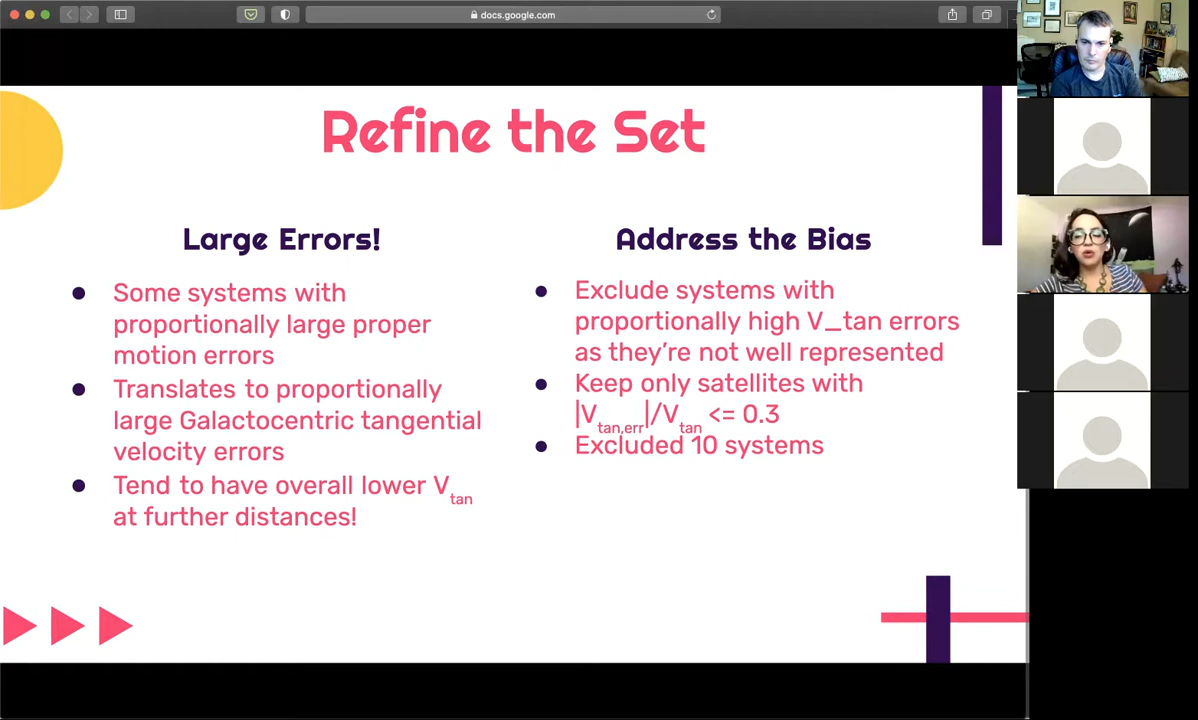 docs.google.com
Refine the Set
Large Errors!
● Some systems with
proportionally large proper
motion errors
● Translates to proportionally
large Galactocentric tangential
velocity errors
● Tend to have overall lower Vtan
at further distances!
Address the Bias
● Exclude systems with
proportionally high V_tan errors
as they’re not well represented
● Keep only satellites with
|Vtan,err|/Vtan <= 0.3
● Excluded 10 systems